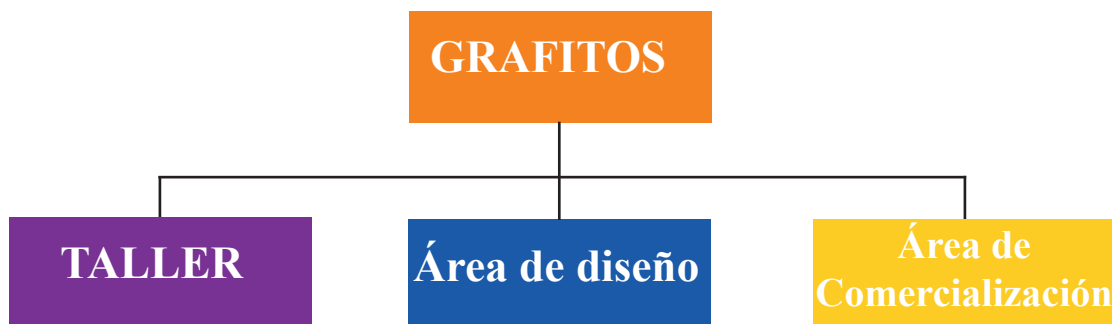 GRAFITOS
TALLER
Área de diseño
Área de
Comercialización